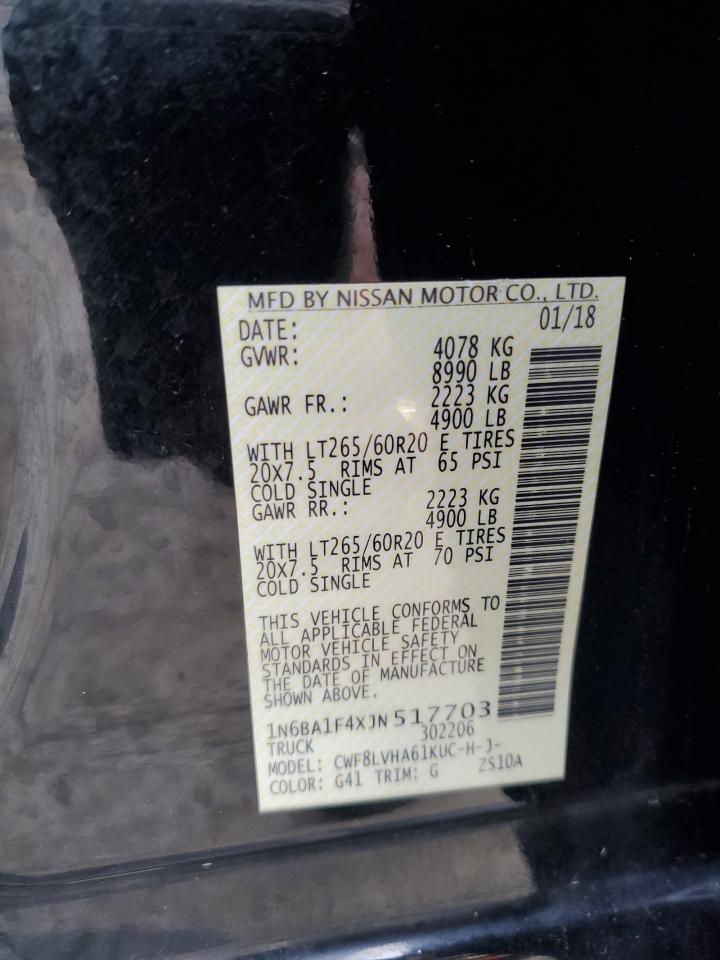 MFD BY NISSAN MOTOR CO., LTD.
DATE: 01/18
GVWR: 4078 KG
8990 LB
GAWR FR.: 2223 KG
4900 LB
WITH LT265/60R20 E TIRES
20X7.5 RIMS AT 65 PSI
COLD SINGLE
GAWR RR.: 2223 KG
4900 LB
WITH LT265/60R20 E TIRES
20X7.5 RIMS AT 70 PSI
COLD SINGLE
THIS VEHICLE CONFORMS TO
ALL APPLICABLE FEDERAL
MOTOR VEHICLE SAFETY
STANDARDS IN EFFECT ON
THE DATE OF MANUFACTURE
SHOWN ABOVE.
1N6BA1F4XJN517703
TRUCK 302206
MODEL: CWF8LVHA61KUC-H-J-
COLOR: G41 TRIM: G ZS10A